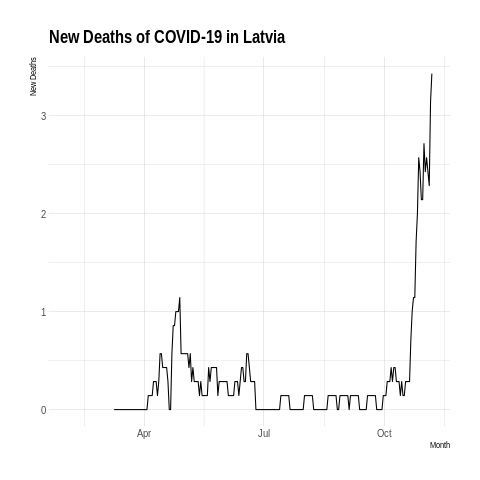 New Deaths of COVID-19 in Latvia
New Deaths
3
2
1
0
Apr Jul Oct
Month